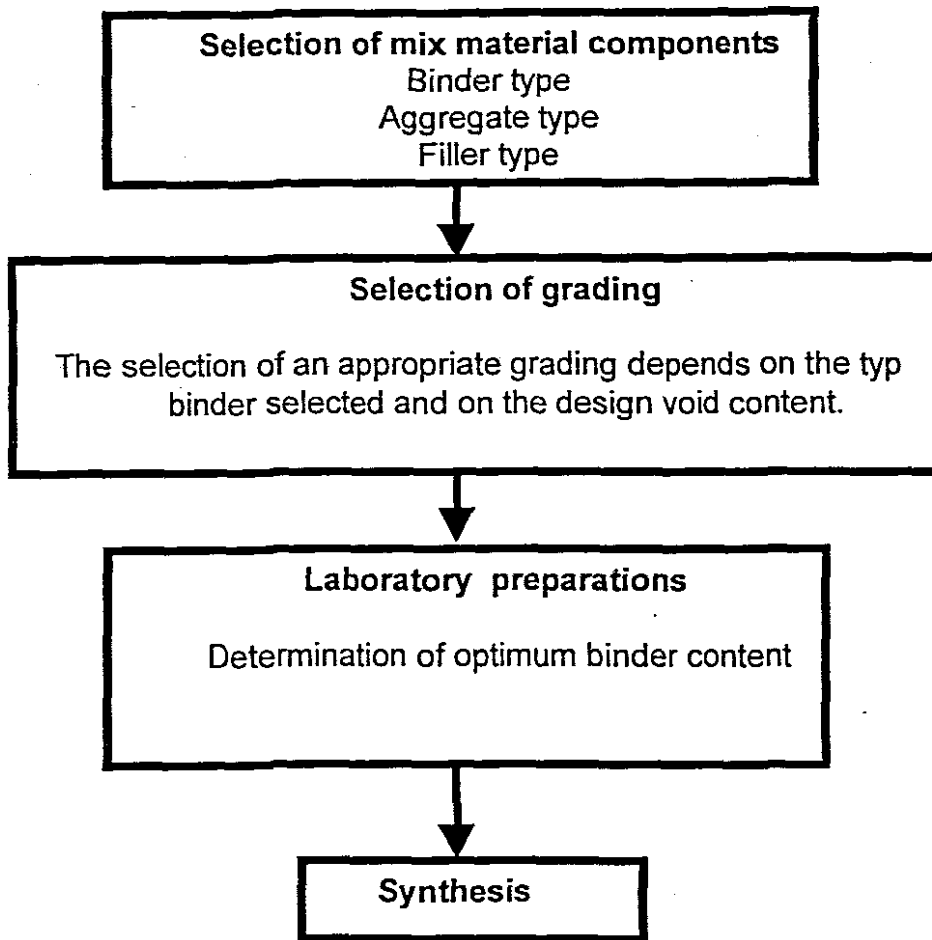 Selection of mix material components
Binder type
Aggregate type
Filler type
Selection of grading
The selection of an appropriate grading depends on the typ
binder selected and on the design void content.
Laboratory preparations
Determination of optimum binder content
Synthesis